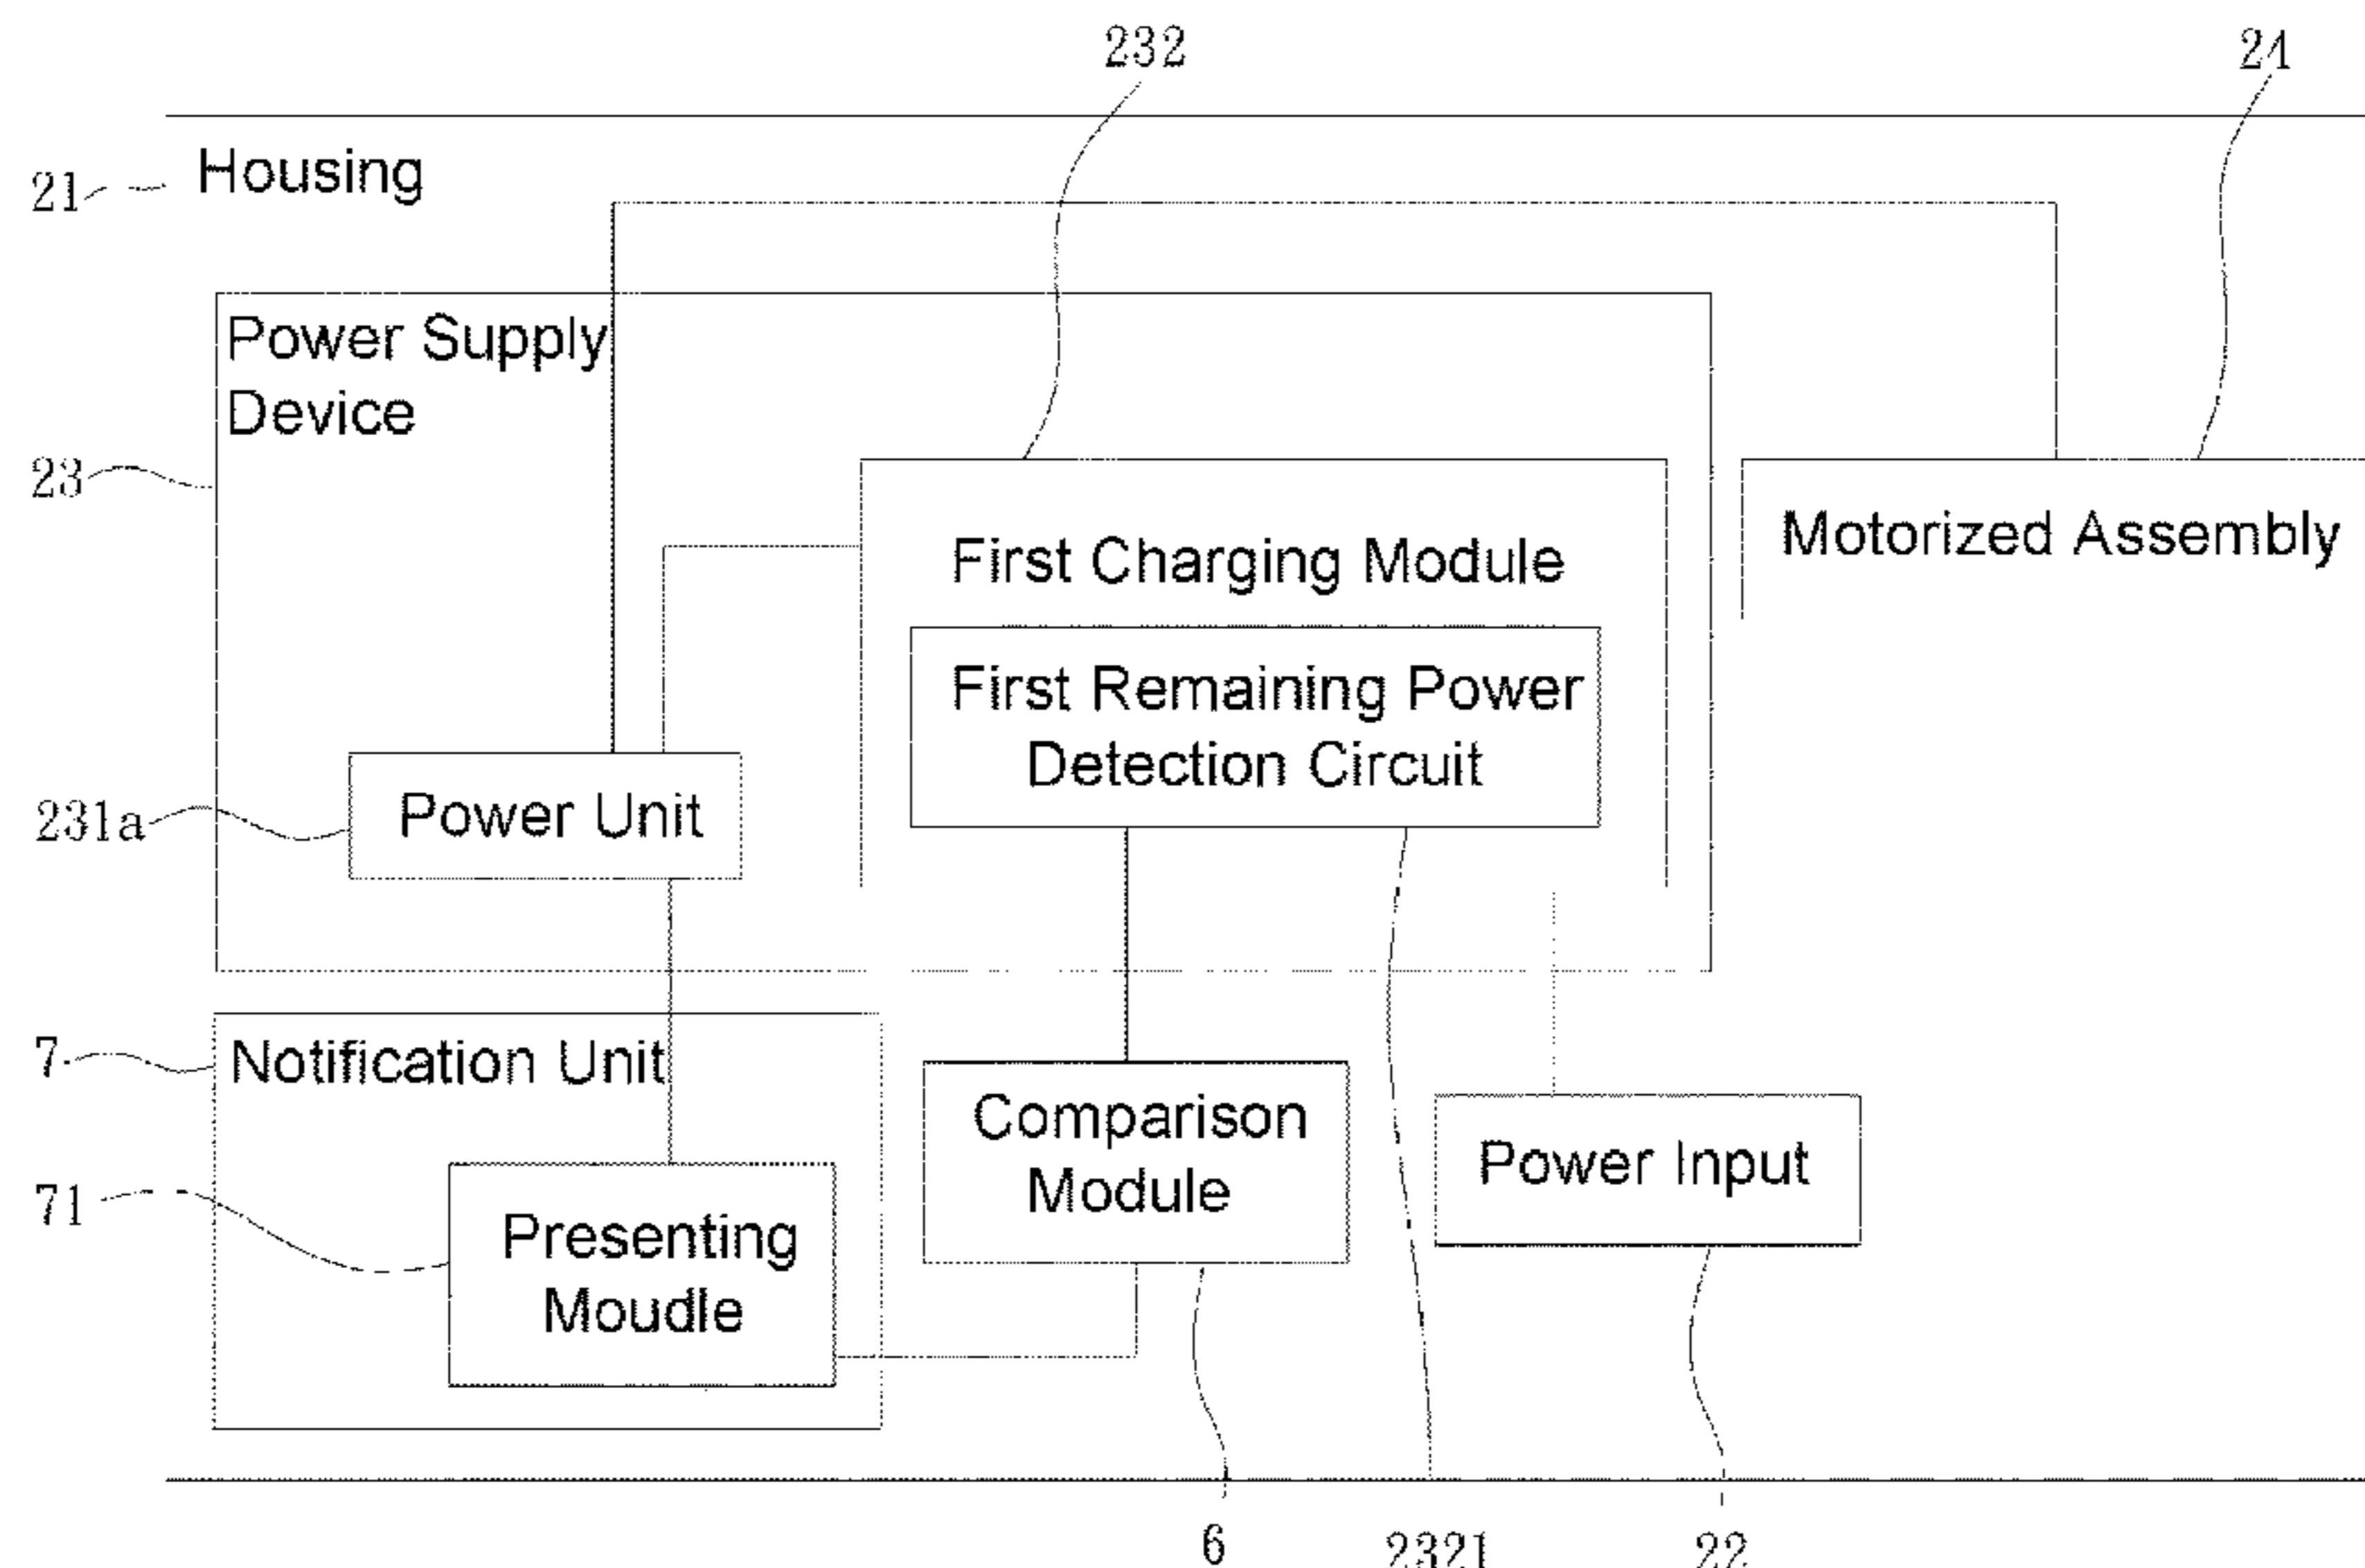 232
24
Housing
21
Power Supply
Device
23
First Charging Module
Motorized Assembly
First Remaining Power
Detection Circuit
231a
Power Unit
7
Notification Unit
Comparison
Module
Power Input
71
Presenting
Moudle
6
2321
22